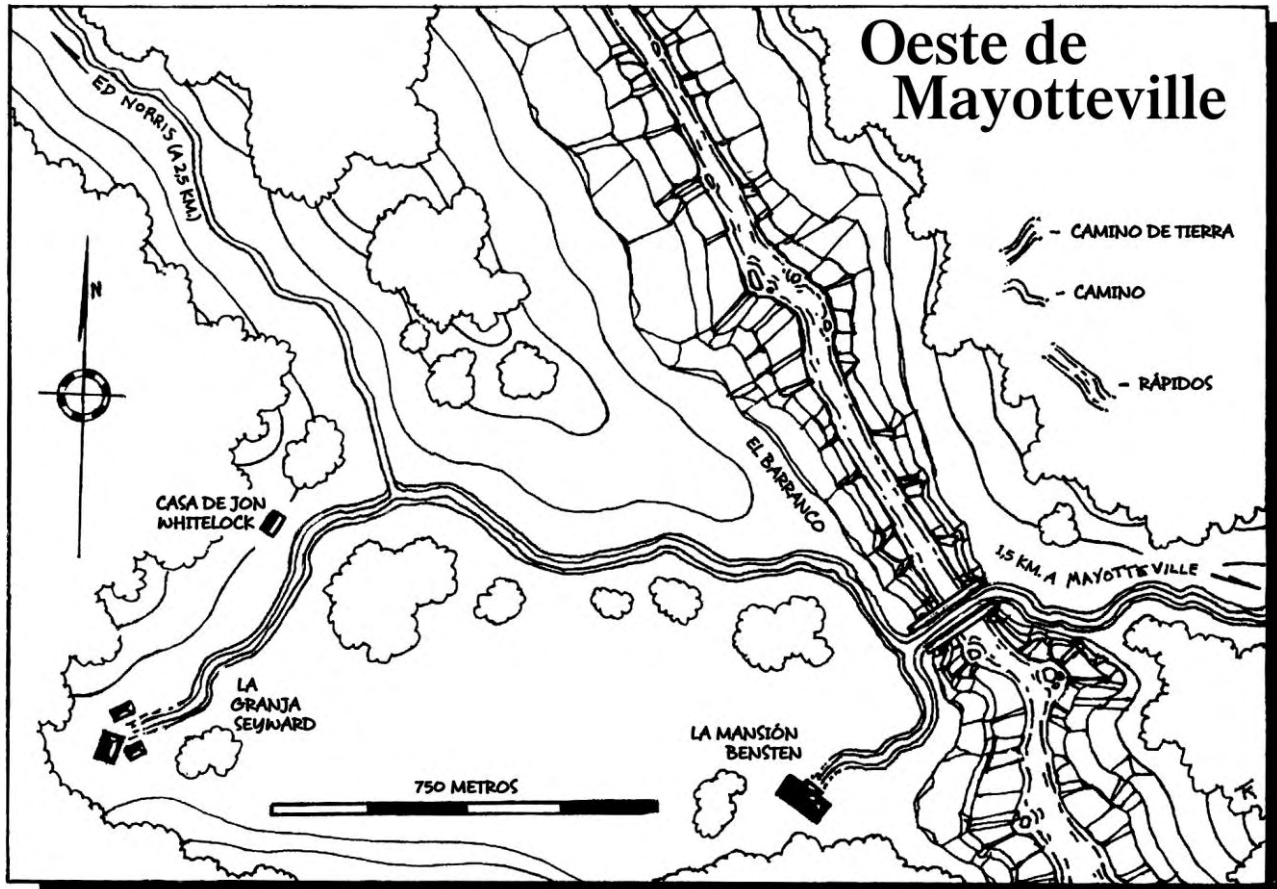 Oeste de
Mayotteville
ED NORRIS (A 2,5 KM.)
- CAMINO DE TIERRA
- CAMINO
- RÁPIDOS
N
CASA DE JON
WHITELOCK
EL BARRANCO
1,5 KM. A MAYOTTEVILLE
LA
GRANJA
SEYWARD
LA MANSIÓN
BENSTEN
750 METROS